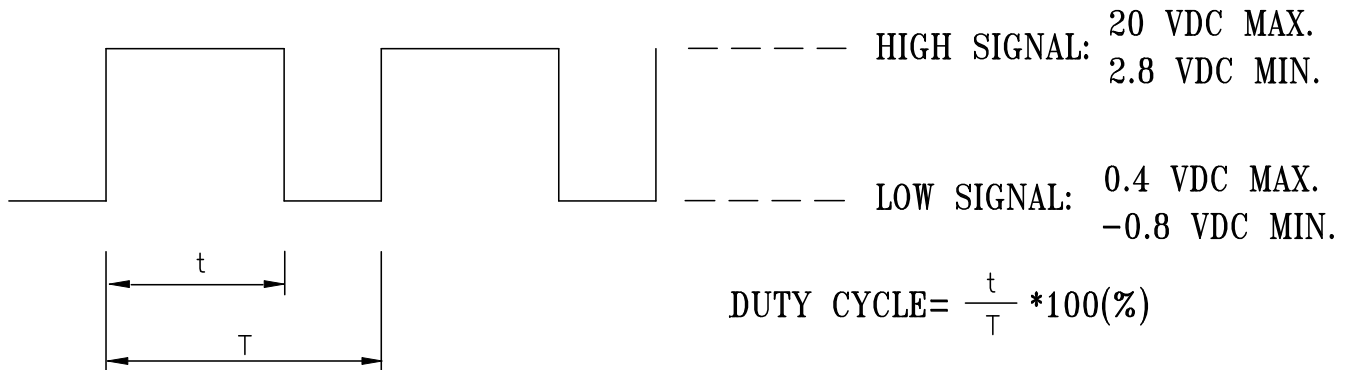 HIGH SIGNAL: 20 VDC MAX.
2.8 VDC MIN.
LOW SIGNAL: 0.4 VDC MAX.
-0.8 VDC MIN.
t
T
DUTY CYCLE= t/T *100(%)